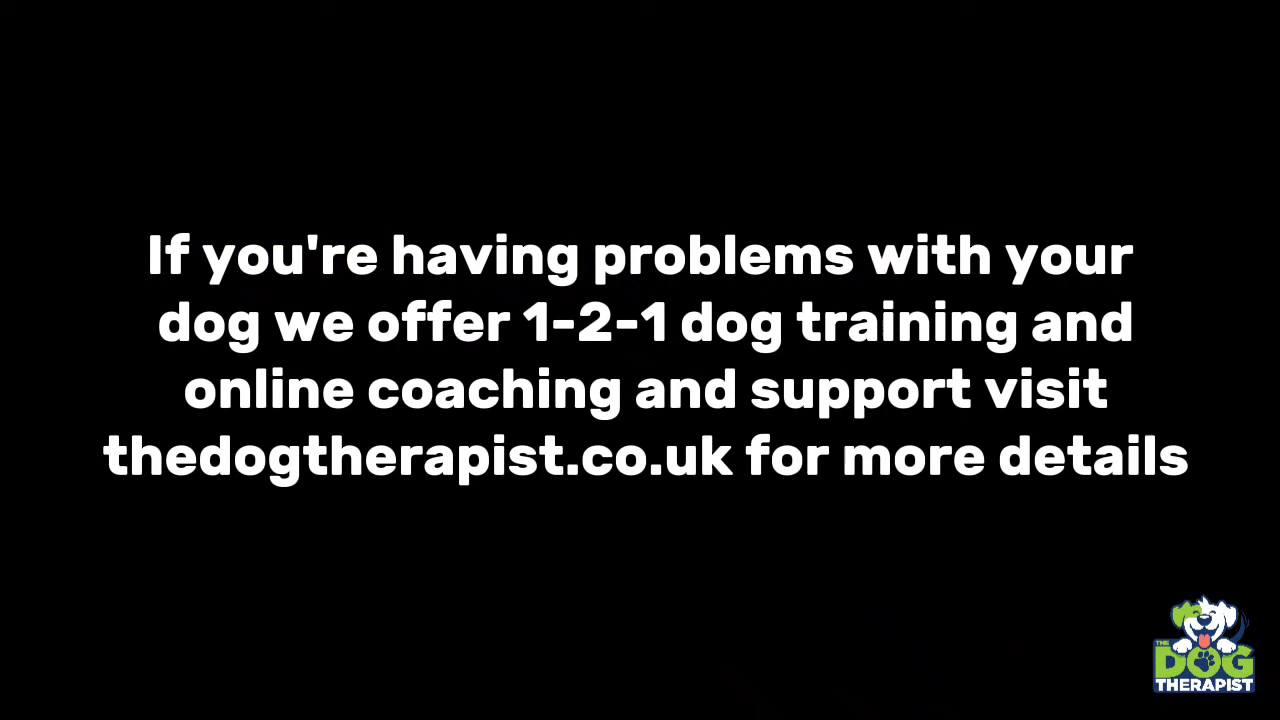 If you're having problems with your
dog we offer 1-2-1 dog training and
online coaching and support visit
thedogtherapist.co.uk for more details
THE
DOG
THERAPIST